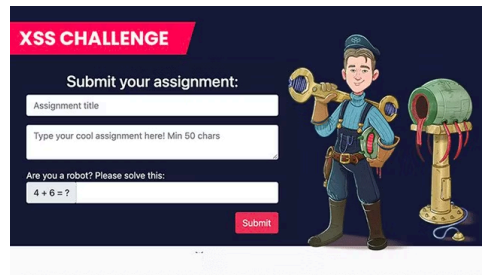 XSS CHALLENGE
Submit your assignment:
Assignment title
Type your cool assignment here! Min 50 chars
Are you a robot? Please solve this:
4 + 6 = ?
Submit